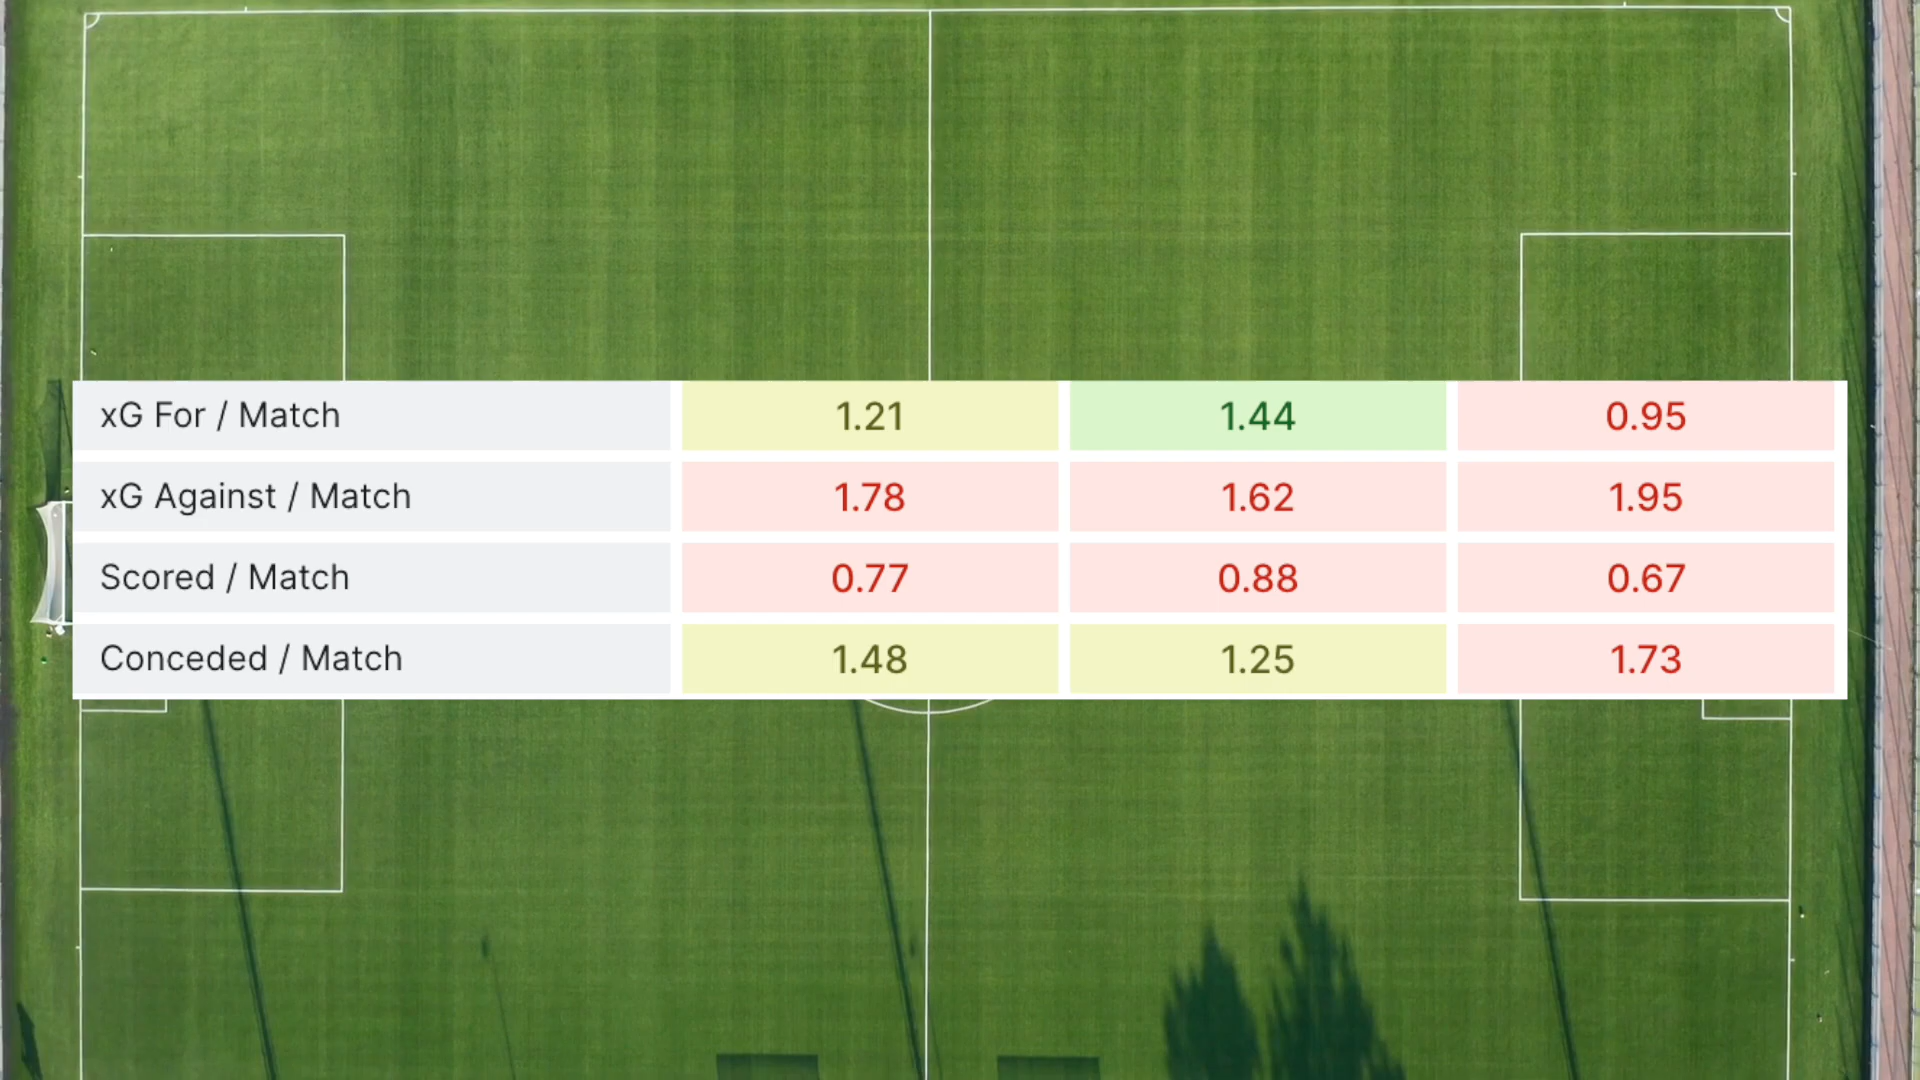 xG For / Match 1.21 1.44 0.95
xG Against / Match 1.78 1.62 1.95
Scored / Match 0.77 0.88 0.67
Conceded / Match 1.48 1.25 1.73